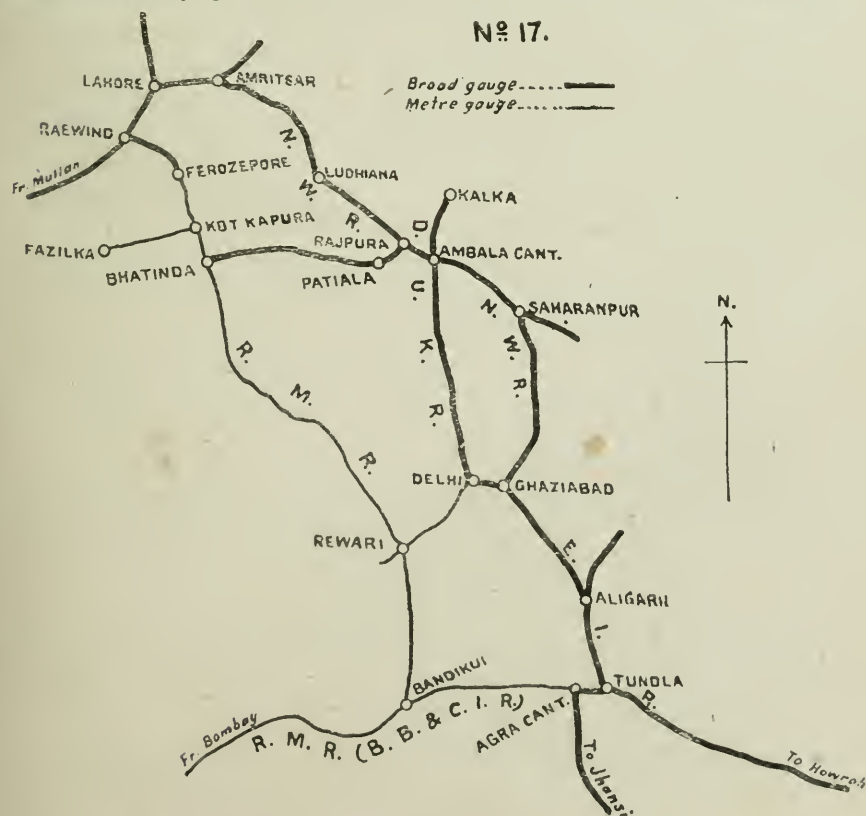 Nº 17.
Broad gauge
Metre gauge
LAHORE
AMRITSAR
RAEWIND
Fr. Multan
FEROZEPORE
N. W. R.
LUDHIANA
KALKA
KOT KAPURA
FAZILKA
BHATINDA
RAJPURA
PATIALA
AMBALA CANT.
D. U. K. R.
SAHARANPUR
N. W. R.
N.
R. M. R.
DELHI
GHAZIABAD
REWARI
E. I. R.
ALIGARH
BANDIKUI
TUNDLA
AGRA CANT.
Fr. Bombay
R. M. R. (B. B. & C. I. R.)
To Jhansi
To Howrah